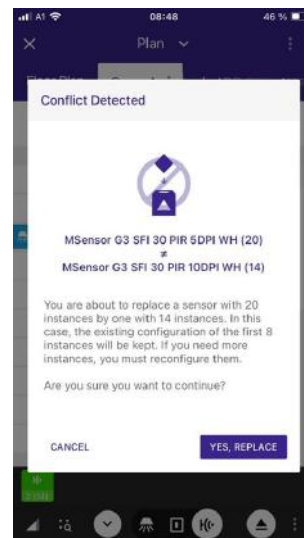 A1
08:48
46 %
Plan
Conflict Detected
MSensor G3 SFI 30 PIR 5DPI WH (20)
≠
MSensor G3 SFI 30 PIR 10DPI WH (14)
You are about to replace a sensor with 20
instances by one with 14 instances. In this
case, the existing configuration of the first 8
instances will be kept. If you need more
instances, you must reconfigure them.
Are you sure you want to continue?
CANCEL
YES, REPLACE